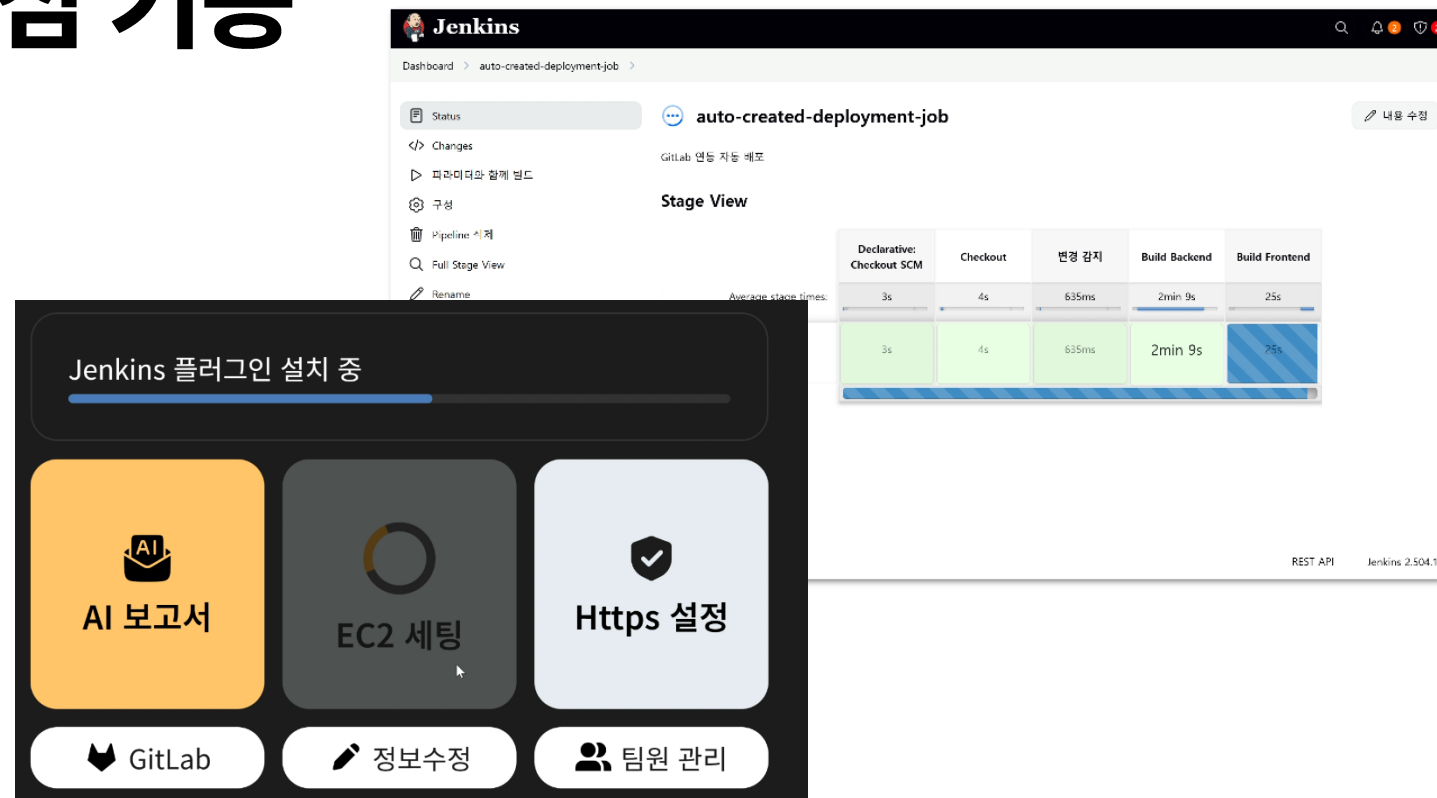 기능
Jenkins
2
Dashboard > auto-created-deployment-job >
Status
Changes
피라미터와 함께 빌드
구성
Pipeline 삭제
Full Stage View
Rename
auto-created-deployment-job
내용 수정
GitLab 연동 자동 배포
Stage View
Declarative: Checkout SCM
Checkout
변경 감지
Build Backend
Build Frontend
Average stage times:
3s
4s
635ms
2min 9s
25s
3s
4s
635ms
2min 9s
25s
REST API
Jenkins 2.504.1
Jenkins 플러그인 설치 중
AI
AI 보고서
EC2 세팅
Https 설정
GitLab
정보수정
팀원 관리